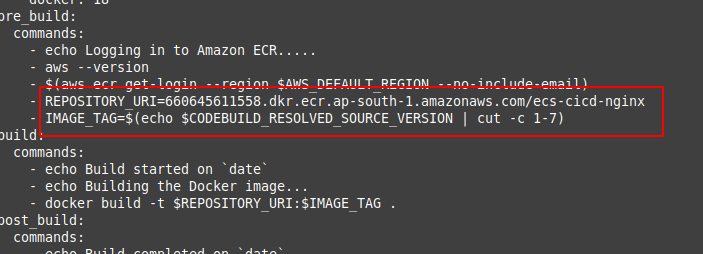 docker: 18
pre_build:
commands:
- echo Logging in to Amazon ECR.....
- aws --version
- $(aws ecr get-login --region $AWS_DEFAULT_REGION --no-include-email)
- REPOSITORY_URI=660645611558.dkr.ecr.ap-south-1.amazonaws.com/ecs-cicd-nginx
- IMAGE_TAG=$(echo $CODEBUILD_RESOLVED_SOURCE_VERSION | cut -c 1-7)
build:
commands:
- echo Build started on `date`
- echo Building the Docker image...
- docker build -t $REPOSITORY_URI:$IMAGE_TAG .
post_build:
commands:
- echo Build completed on `date`